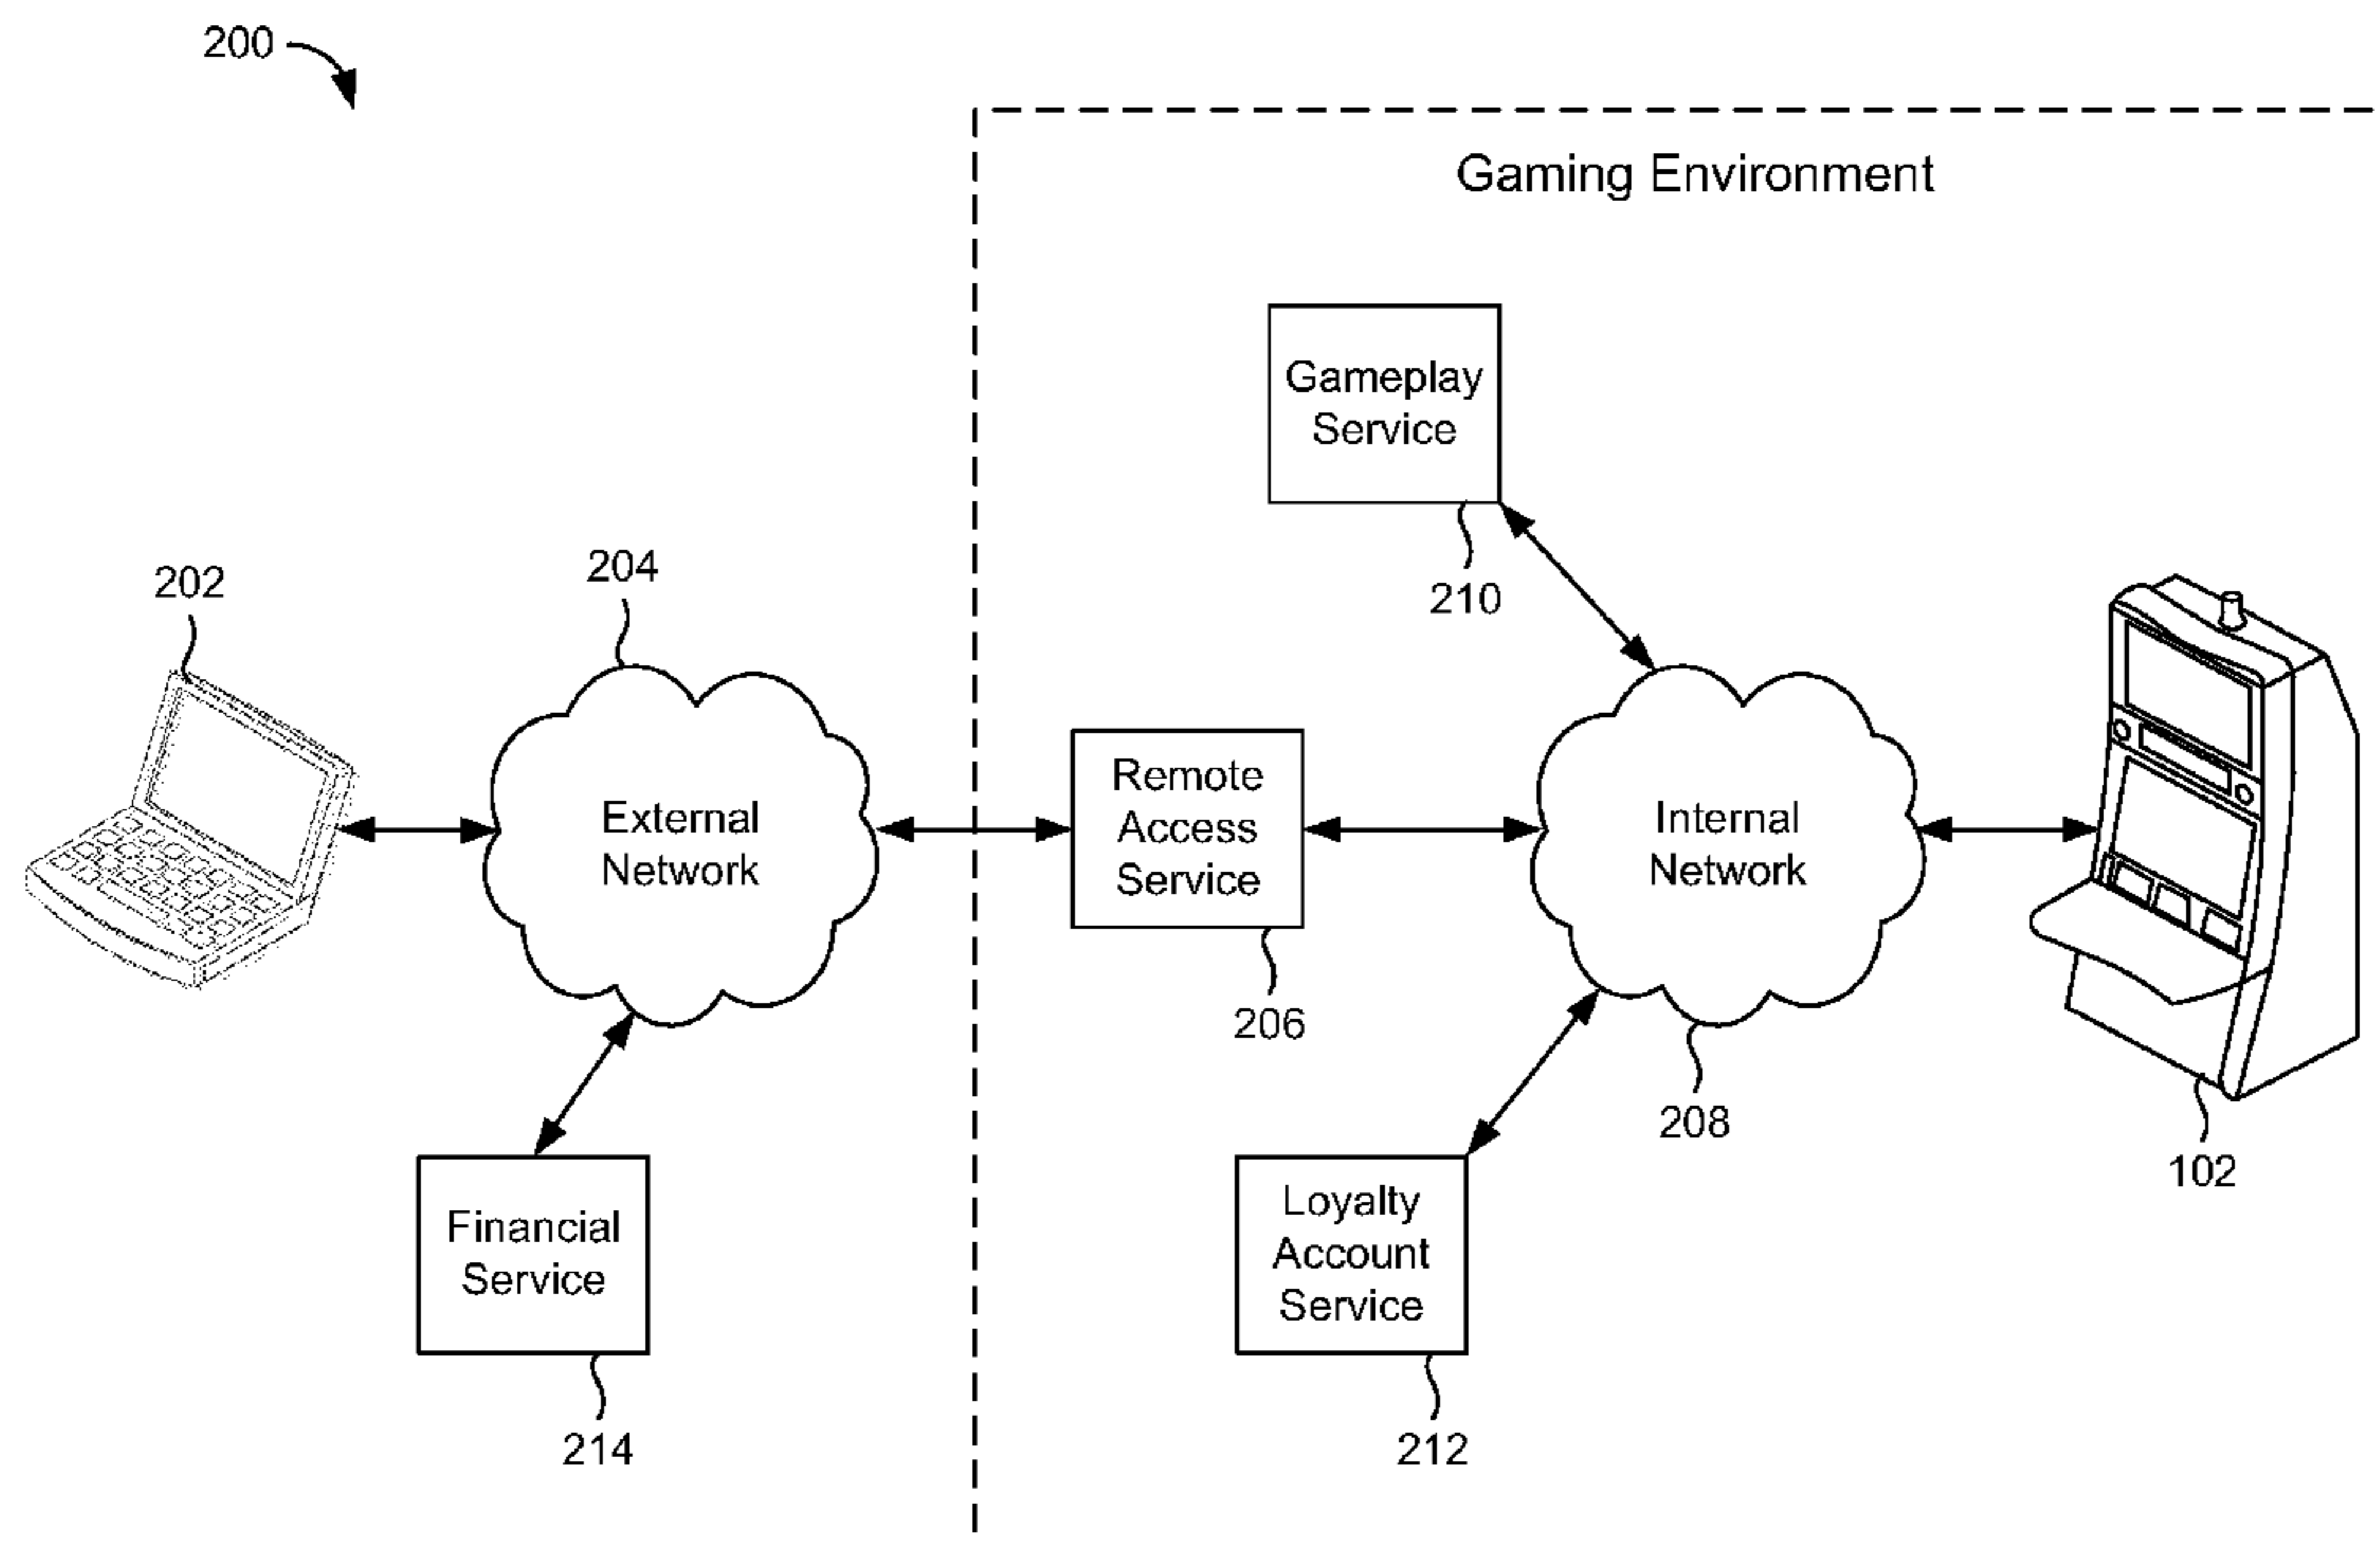 200
Gaming Environment
Gameplay
Service
210
202
204
External
Network
Remote
Access
Service
206
Internal
Network
208
102
Financial
Service
214
Loyalty
Account
Service
212